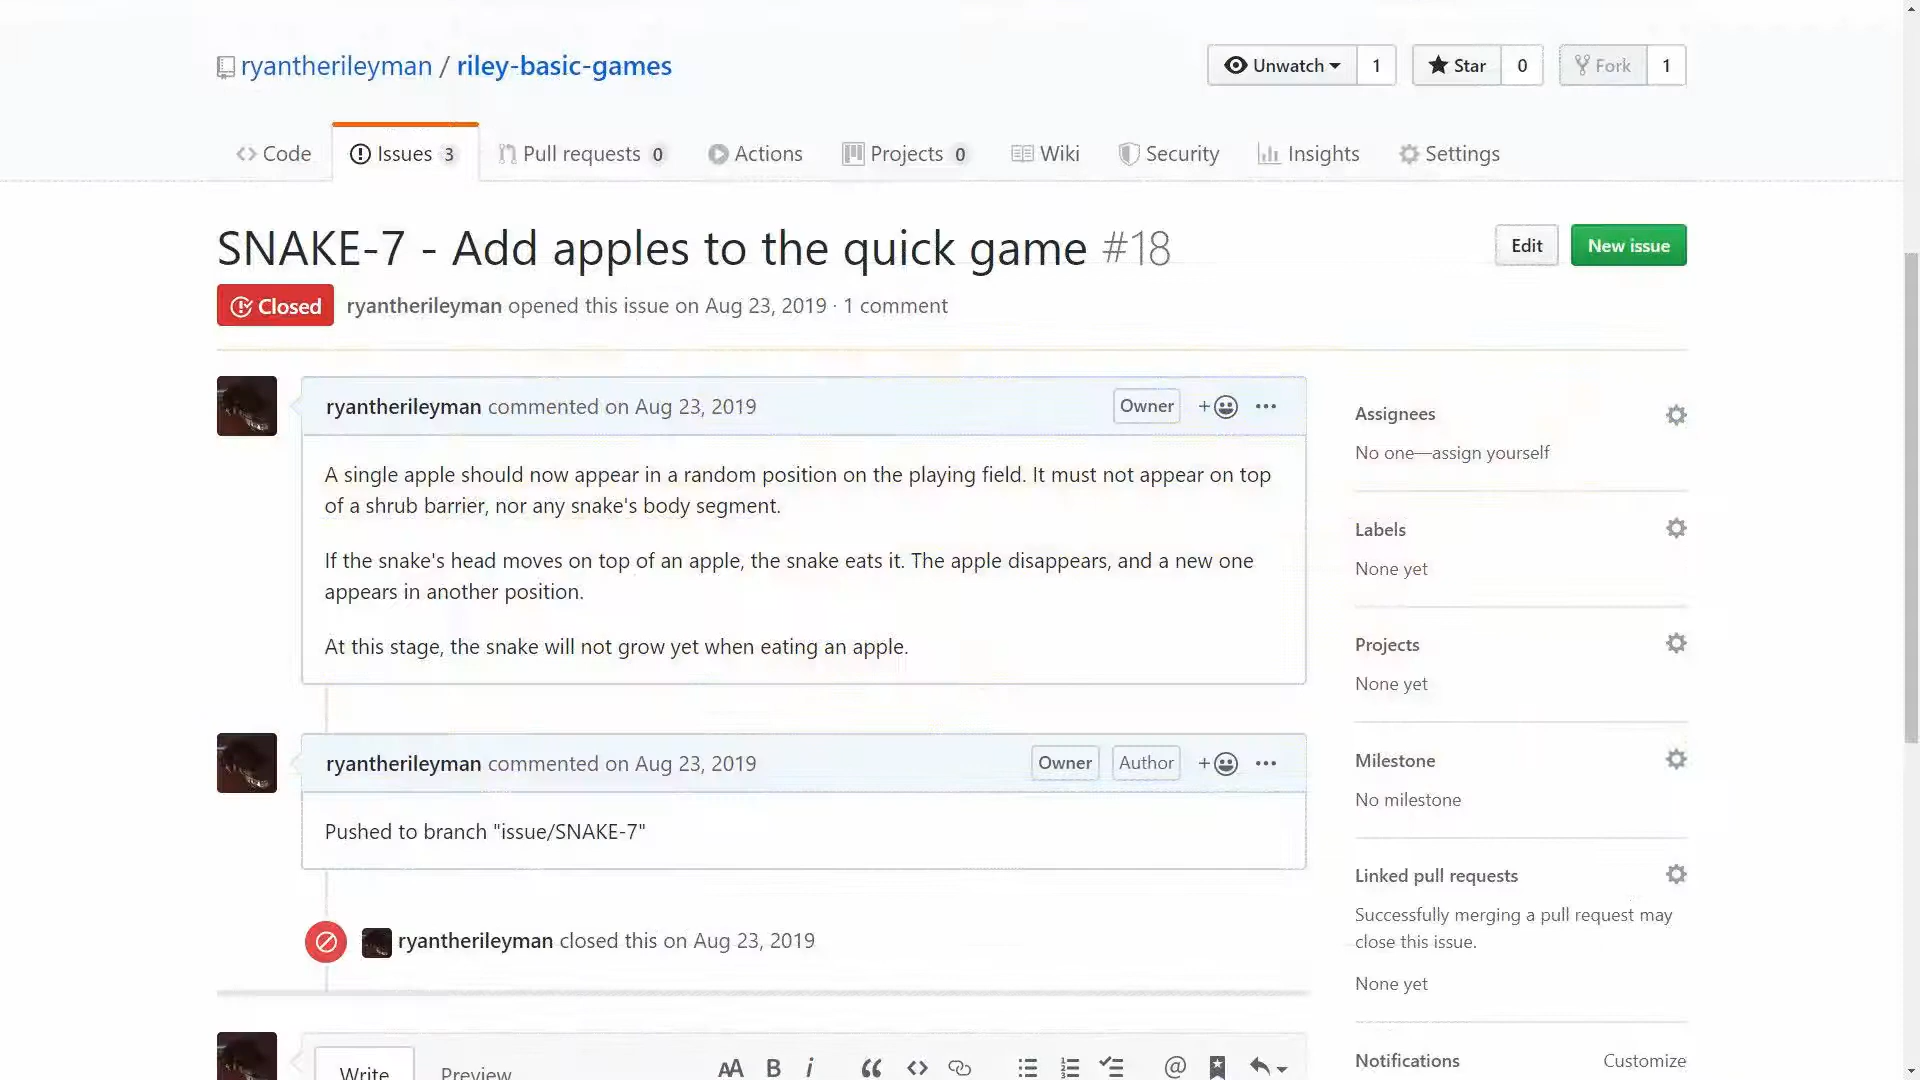 ryantherileyman / riley-basic-games
Unwatch 1
Star 0
Fork 1
Code
Issues 3
Pull requests 0
Actions
Projects 0
Wiki
Security
Insights
Settings
SNAKE-7 - Add apples to the quick game #18
Edit
New issue
Closed
ryantherileyman opened this issue on Aug 23, 2019 · 1 comment
ryantherileyman commented on Aug 23, 2019
Owner
A single apple should now appear in a random position on the playing field. It must not appear on top
of a shrub barrier, nor any snake's body segment.
If the snake's head moves on top of an apple, the snake eats it. The apple disappears, and a new one
appears in another position.
At this stage, the snake will not grow yet when eating an apple.
ryantherileyman commented on Aug 23, 2019
Owner
Author
Pushed to branch "issue/SNAKE-7"
ryantherileyman closed this on Aug 23, 2019
Write
Preview
Assignees
No one—assign yourself
Labels
None yet
Projects
None yet
Milestone
No milestone
Linked pull requests
Successfully merging a pull request may
close this issue.
None yet
Notifications
Customize